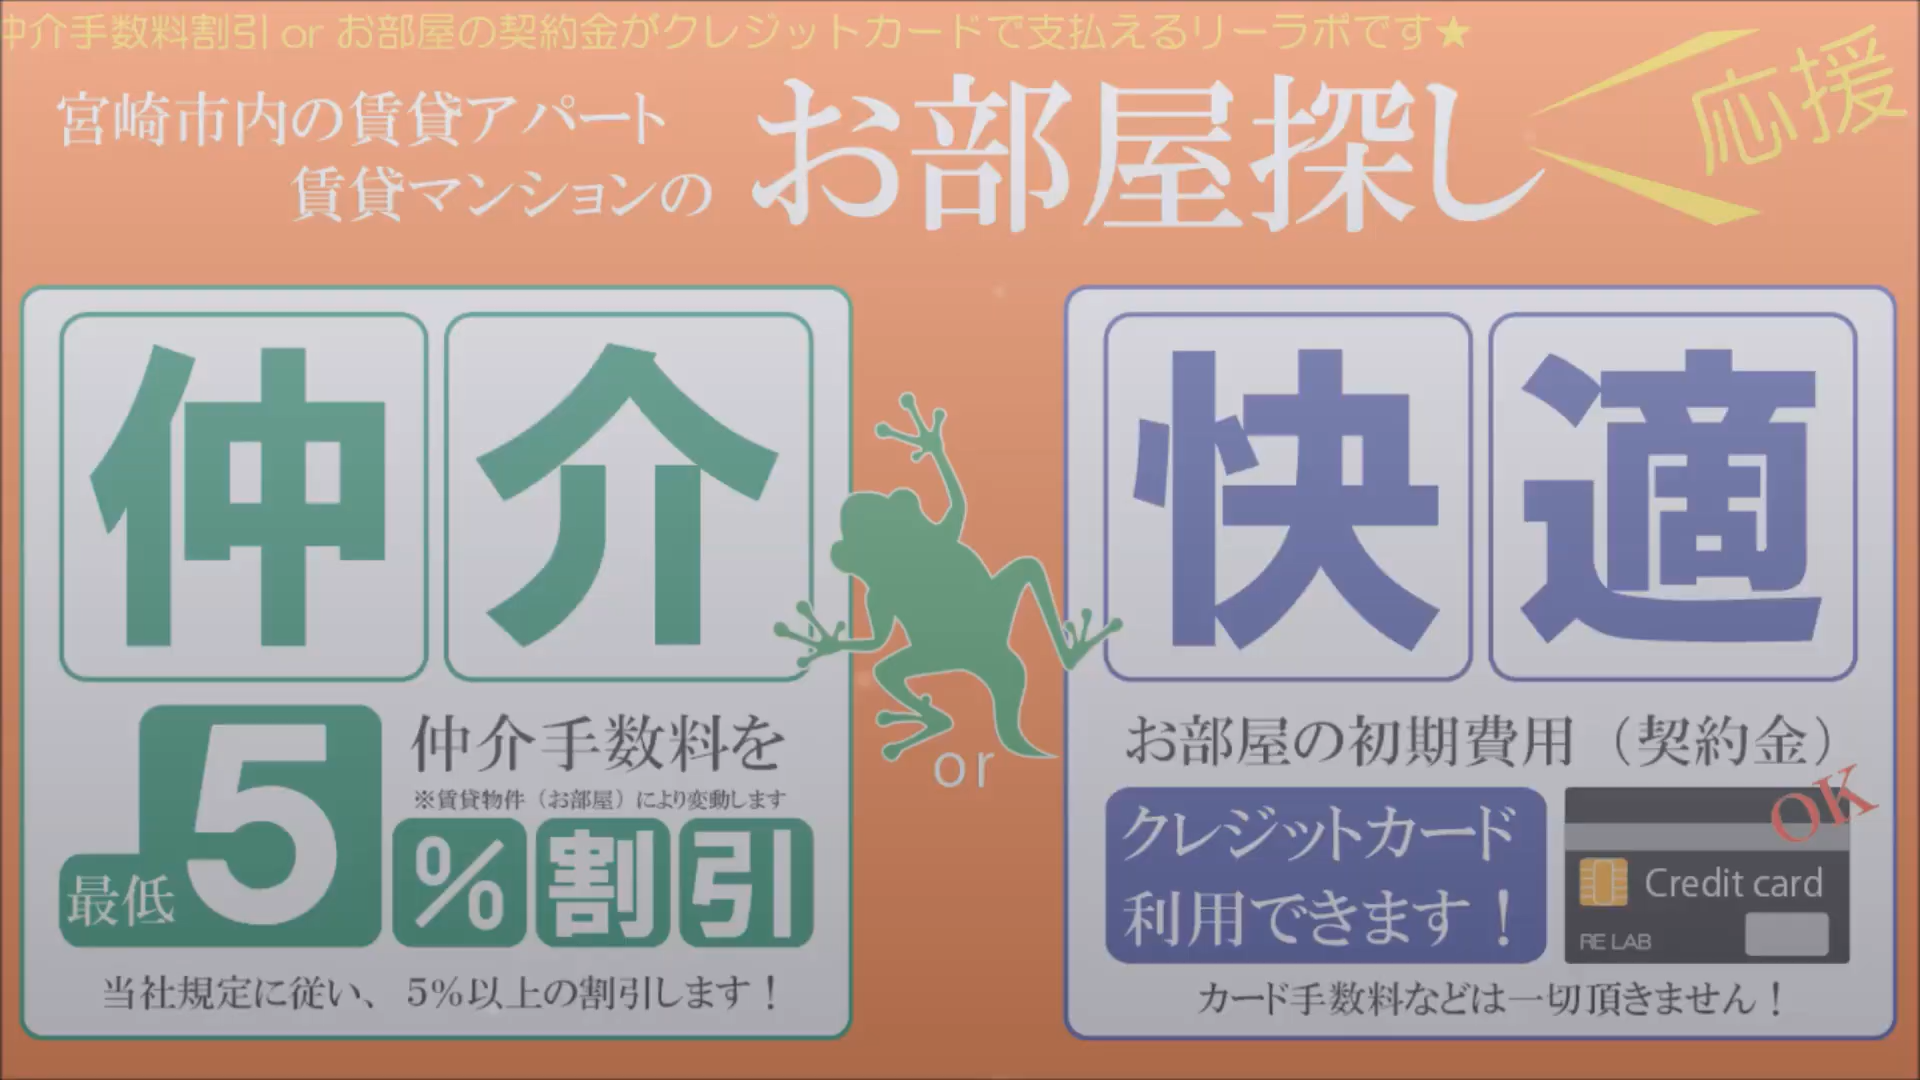 仲介手数料割引 or お部屋の契約金がクレジットカードで支払えるリーラボです★
宮崎市内の賃貸アパート
賃貸マンションの
お部屋探し
応援
仲介
仲介手数料を
※賃貸物件（お部屋）により変動します
最低5%割引
当社規定に従い、5%以上の割引します！
or
快適
お部屋の初期費用（契約金）
クレジットカード
利用できます！
OK
Credit card
RE LAB
カード手数料などは一切頂きません！